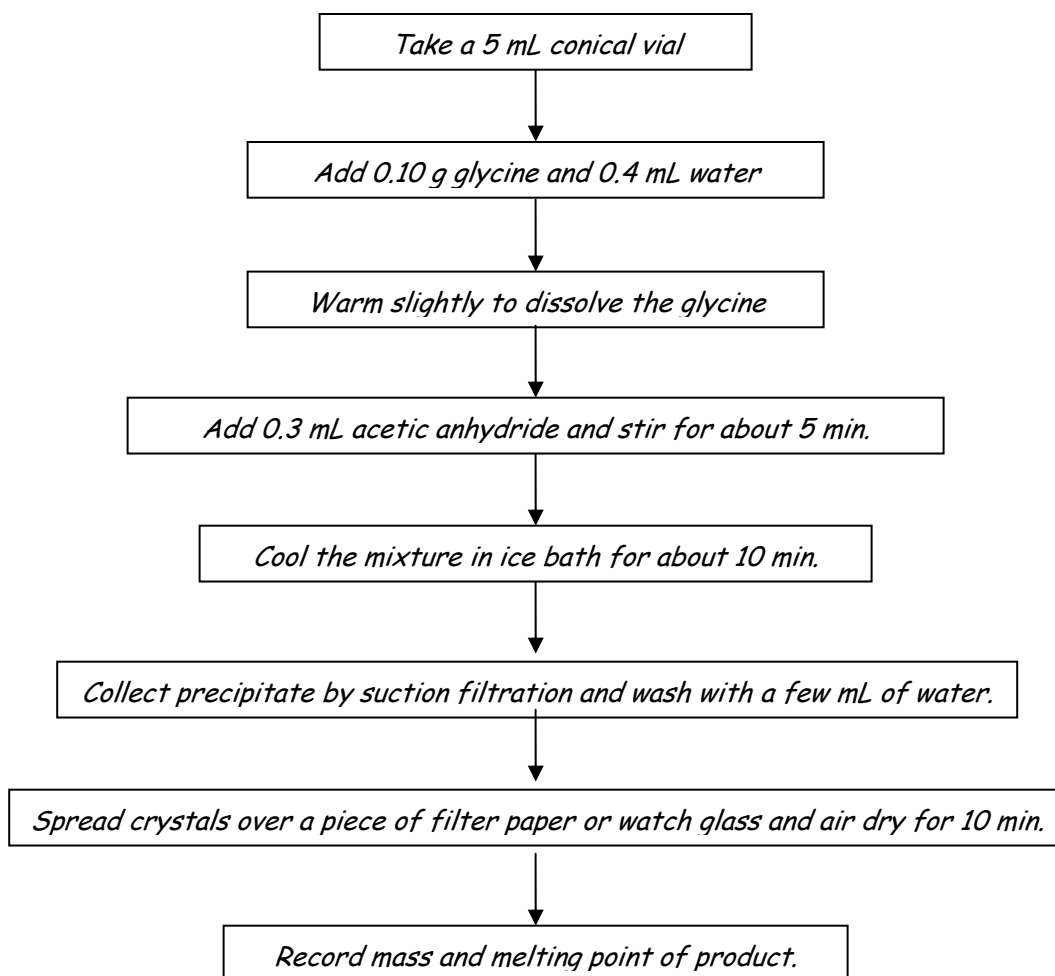 Take a 5 mL conical vial
Add 0.10 g glycine and 0.4 mL water
Warm slightly to dissolve the glycine
Add 0.3 mL acetic anhydride and stir for about 5 min.
Cool the mixture in ice bath for about 10 min.
Collect precipitate by suction filtration and wash with a few mL of water.
Spread crystals over a piece of filter paper or watch glass and air dry for 10 min.
Record mass and melting point of product.